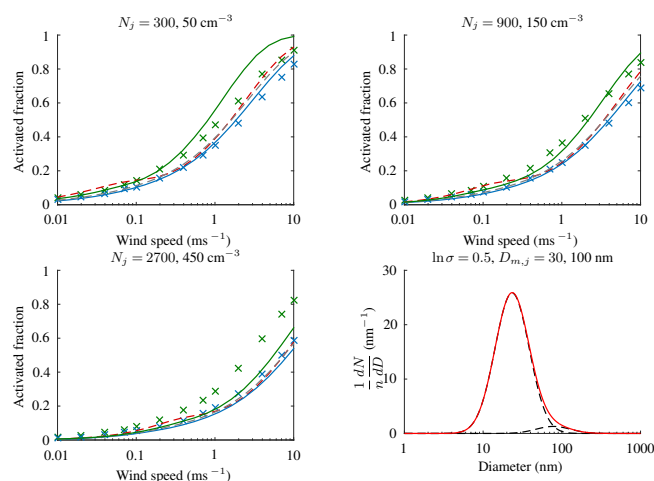 N_j = 300, 50 cm⁻³
Activated fraction
1
0.8
0.6
0.4
0.2
0
0.01 0.1 1 10
Wind speed (ms⁻¹)
N_j = 900, 150 cm⁻³
Activated fraction
1
0.8
0.6
0.4
0.2
0
0.01 0.1 1 10
Wind speed (ms⁻¹)
N_j = 2700, 450 cm⁻³
Activated fraction
1
0.8
0.6
0.4
0.2
0
0.01 0.1 1 10
Wind speed (ms⁻¹)
ln σ = 0.5, D_{m,j} = 30, 100 nm
1/n dN/dD (nm⁻¹)
30
20
10
0
1 10 100 1000
Diameter (nm)